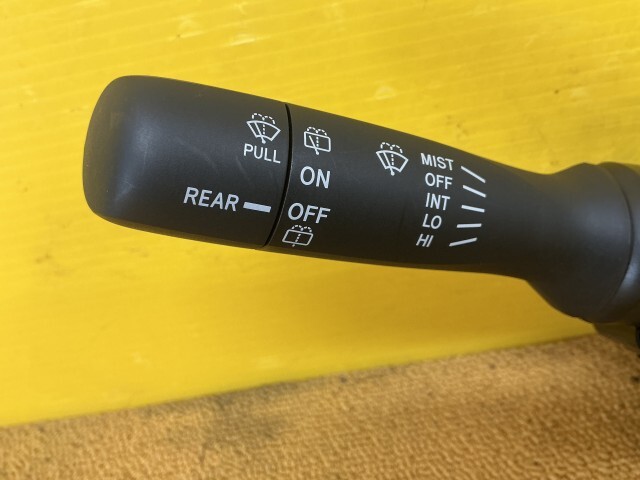 PULL
REAR
ON
OFF
MIST
OFF
INT
LO
HI